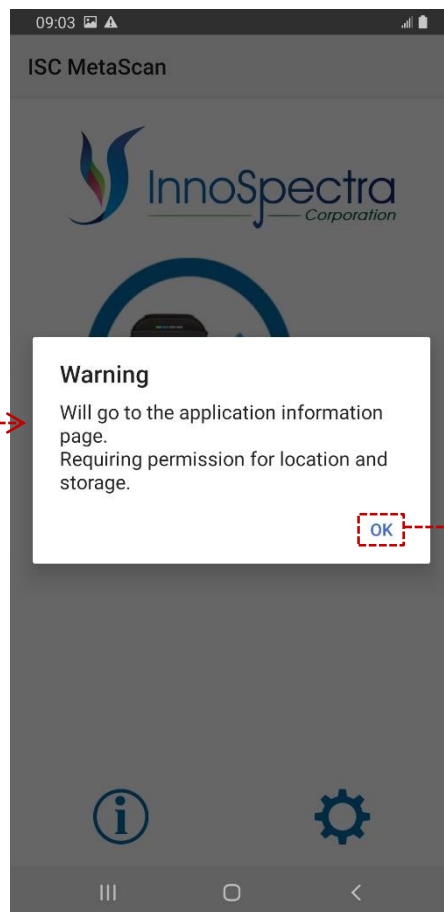 09:03
ISC MetaScan
InnoSpectra
Corporation
Warning
Will go to the application information
page.
Requiring permission for location and
storage.
OK